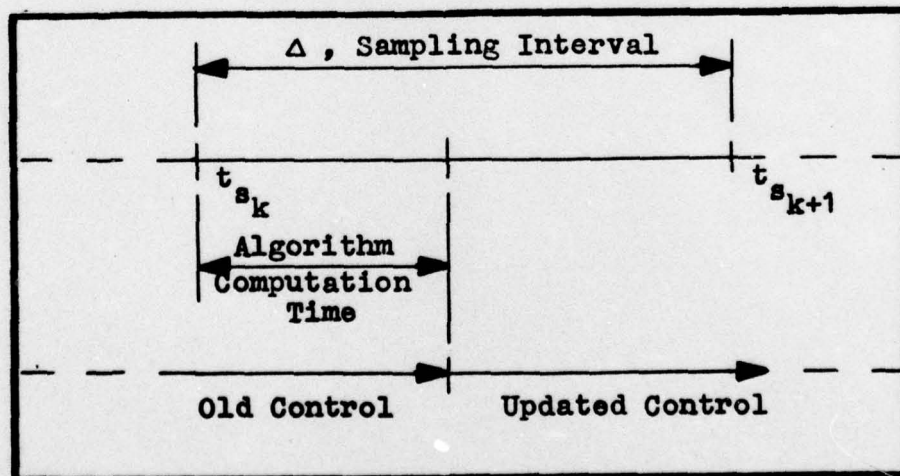 Δ , Sampling Interval
t_{s_k}
t_{s_{k+1}}
Algorithm
Computation
Time
Old Control
Updated Control